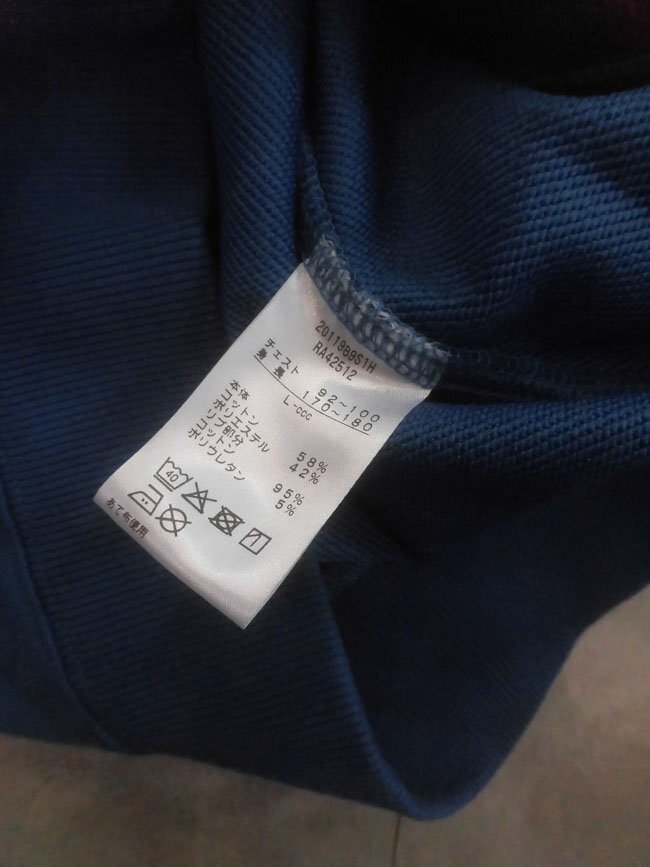 20119B9S1H
RA42512
チェスト 92~100
身長 170~180
L-ccc
本体
コットン 58%
ポリエステル 42%
リブ部分
コットン 95%
ポリウレタン 5%
40
あて布使用